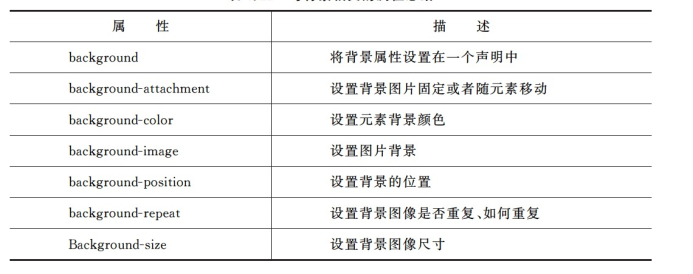 属 性 描 述
background 将背景属性设置在一个声明中
background-attachment 设置背景图片固定或者随元素移动
background-color 设置元素背景颜色
background-image 设置图片背景
background-position 设置背景的位置
background-repeat 设置背景图像是否重复、如何重复
Background-size 设置背景图像尺寸